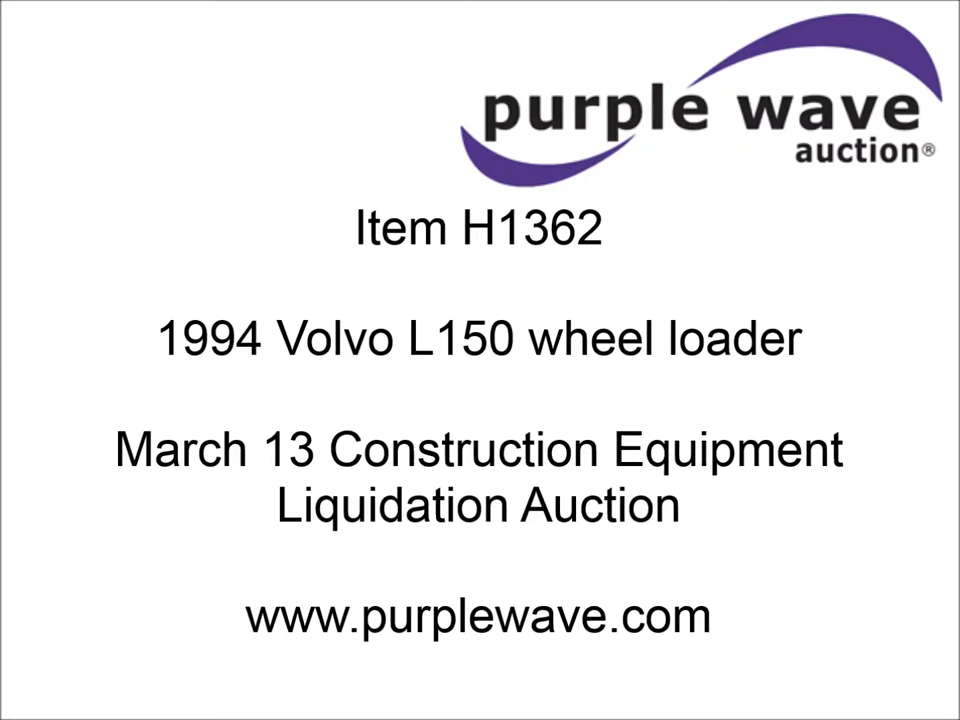 purple wave
auction®
Item H1362
1994 Volvo L150 wheel loader
March 13 Construction Equipment
Liquidation Auction
www.purplewave.com